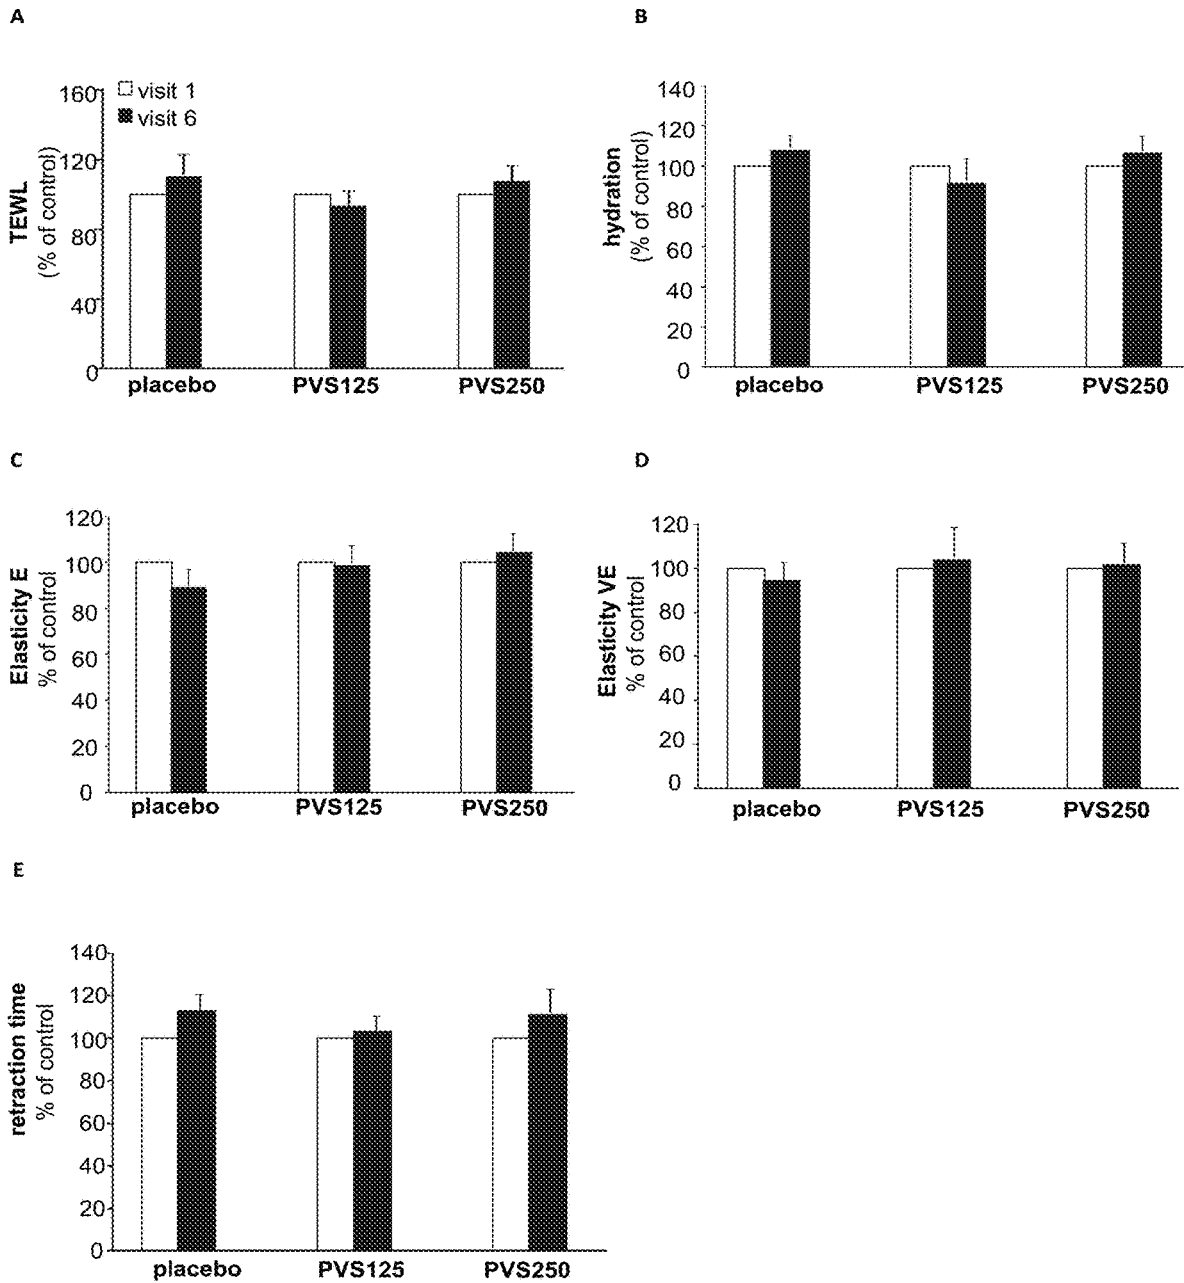 A
TEWL
(% of control)
160
120
80
40
0
visit 1
visit 6
placebo PVS125 PVS250
B
hydration
(% of control)
140
120
100
80
60
40
20
0
placebo PVS125 PVS250
C
Elasticity E
% of control
120
100
80
60
40
20
0
placebo PVS125 PVS250
D
Elasticity VE
% of control
120
100
80
60
40
20
0
placebo PVS125 PVS250
E
retraction time
% of control
140
120
100
80
60
40
20
0
placebo PVS125 PVS250